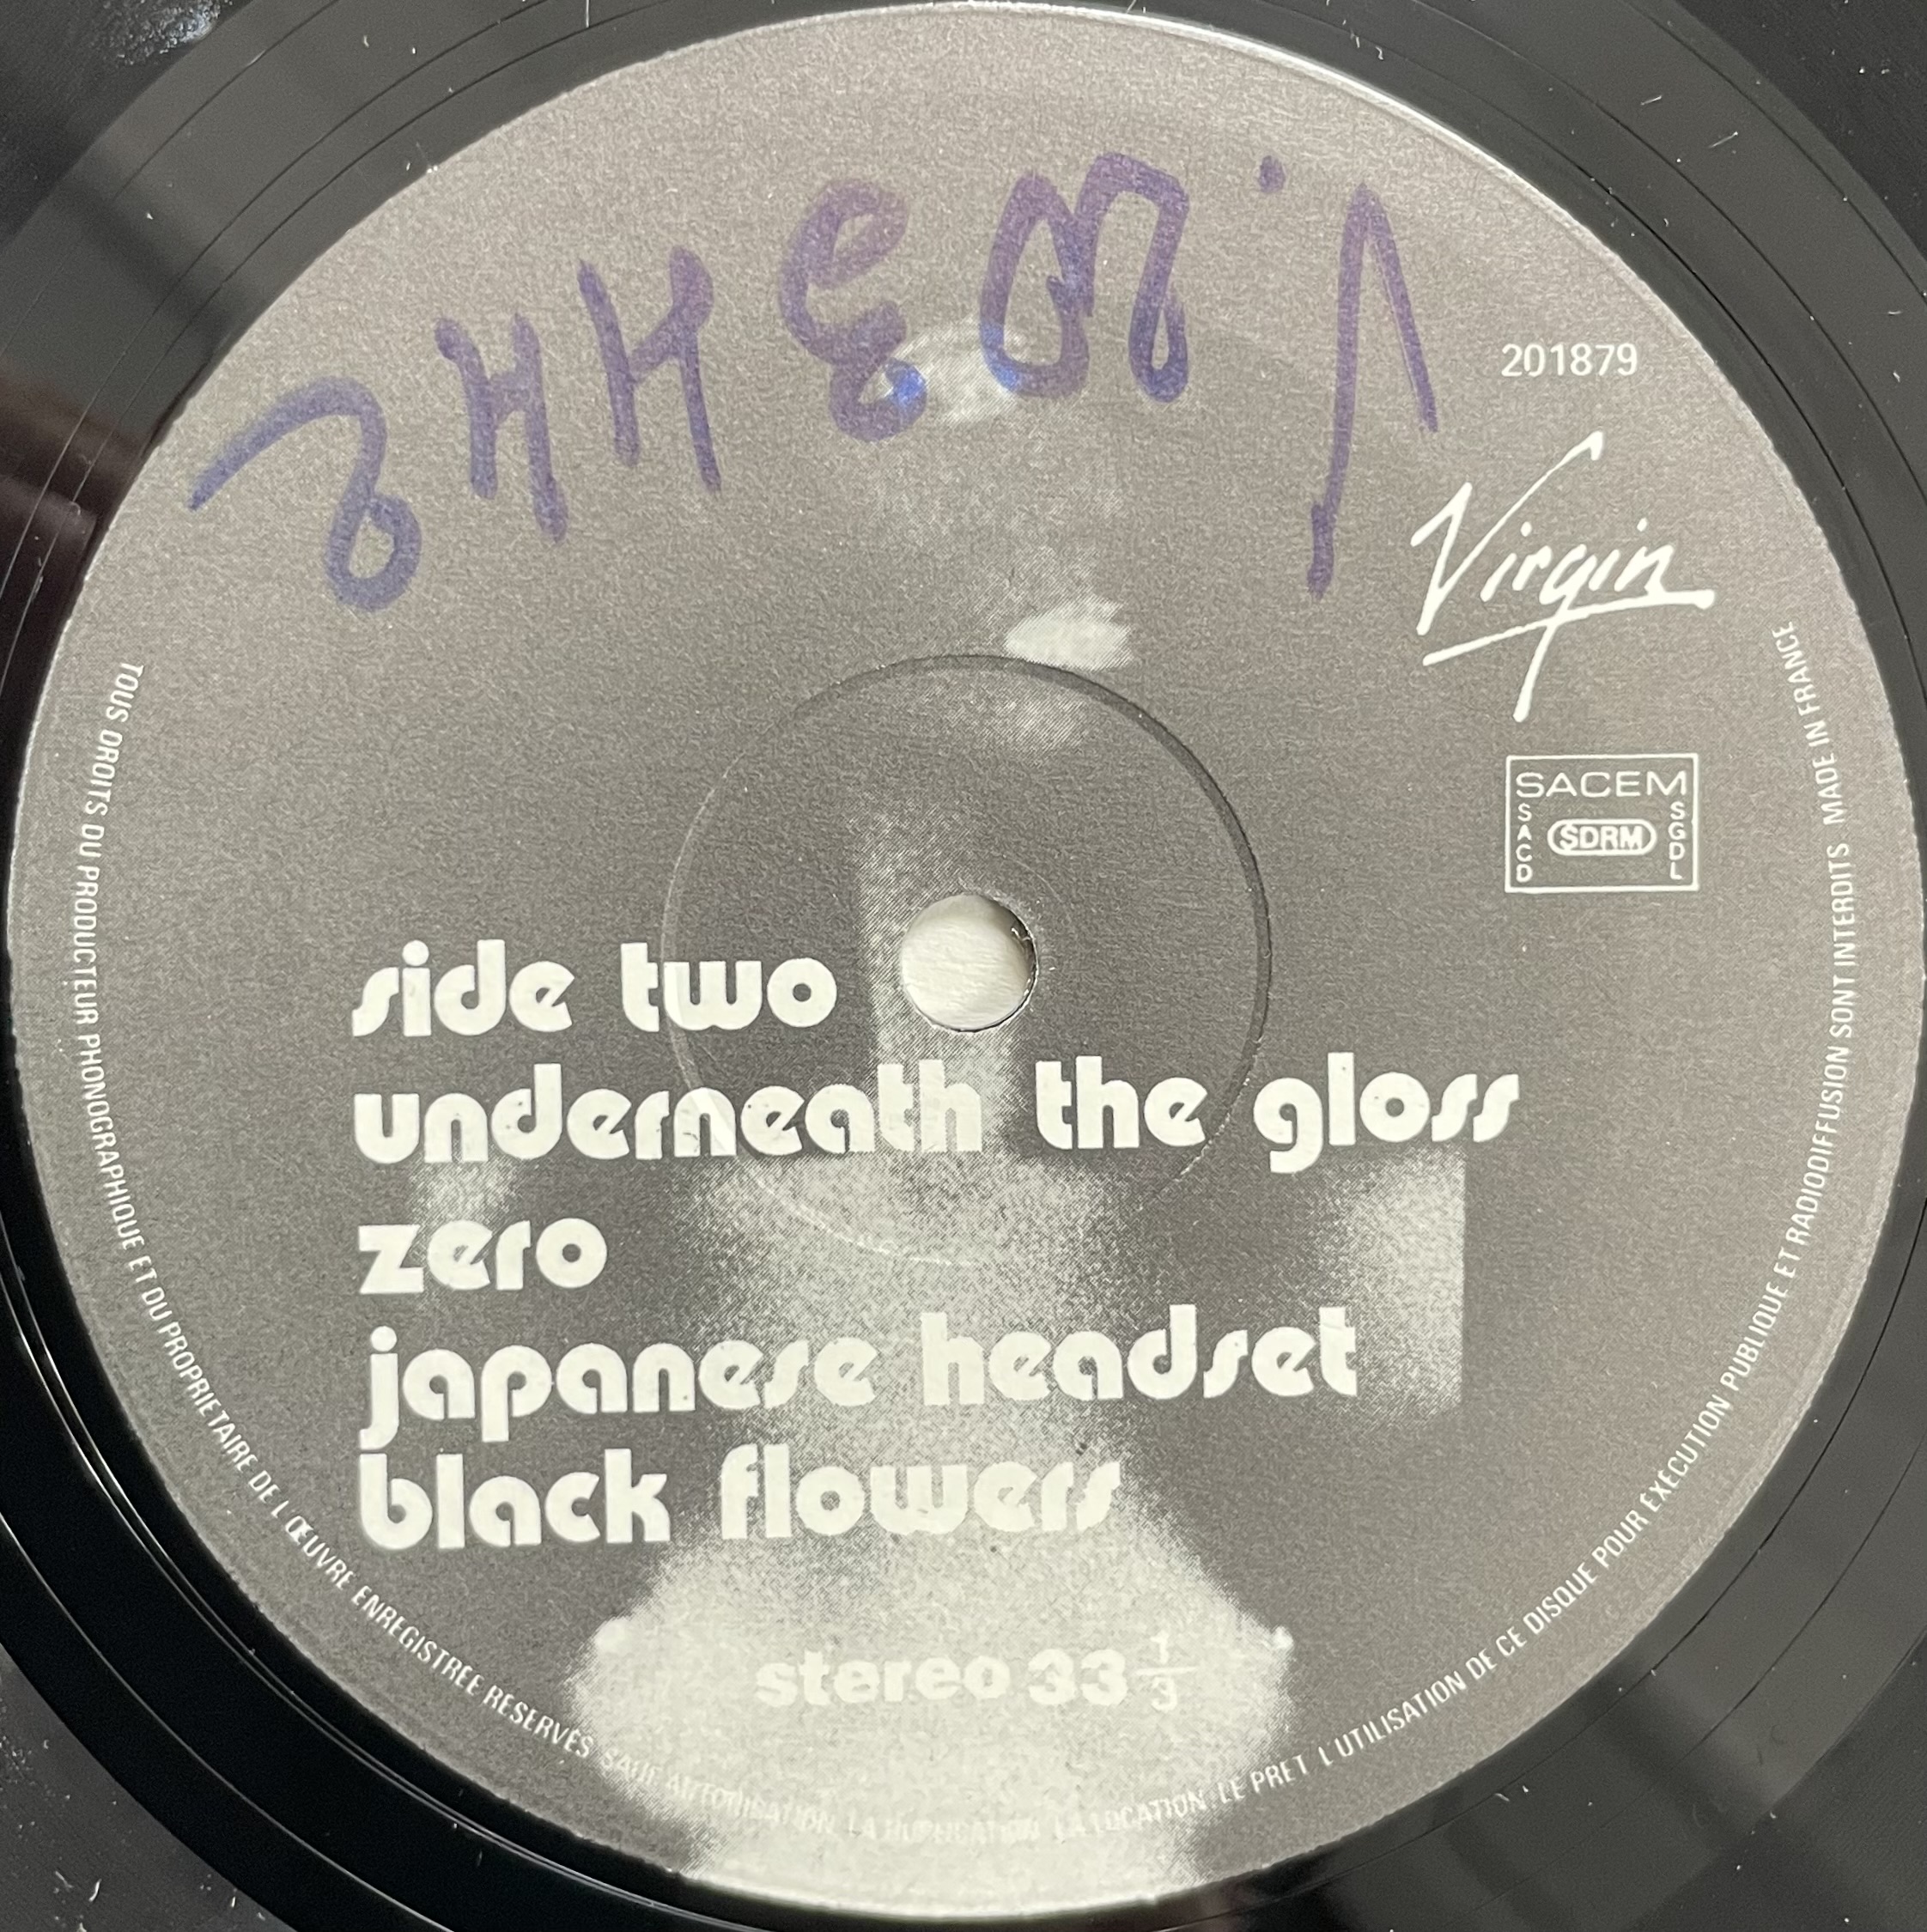 201879
Virgin
SACEM
SACD
SDRM
SGDL
side two
underneath the gloss
zero
japanese headset
black flowers
stereo 33 1/3
TOUS DROITS DU PRODUCTEUR PHONOGRAPHIQUE ET DU PROPRIETAIRE DE L'ŒUVRE ENREGISTREE RESERVÉS SAUF AUTORISATION LA DUPLICATION LA LOCATION LE PRET L'UTILISATION DE CE DISQUE POUR EXECUTION PUBLIQUE ET RADIODIFFUSION SONT INTERDITS MADE IN FRANCE